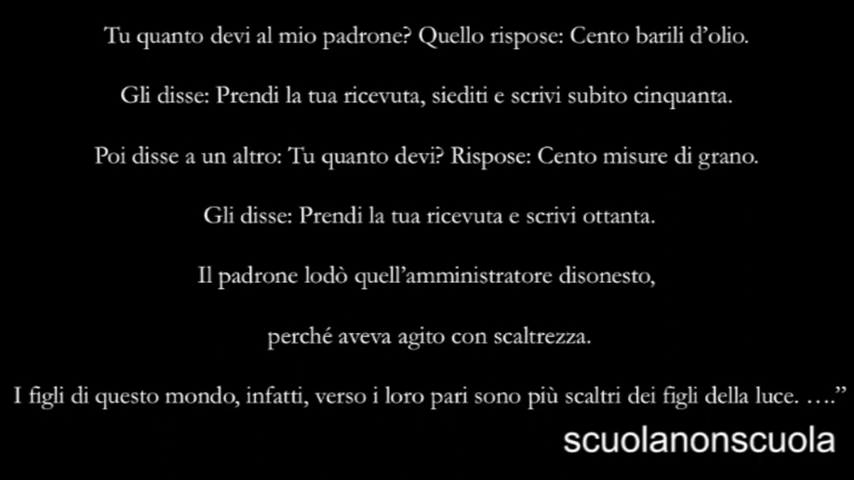 Tu quanto devi al mio padrone? Quello rispose: Cento barili d’olio.
Gli disse: Prendi la tua ricevuta, siediti e scrivi subito cinquanta.
Poi disse a un altro: Tu quanto devi? Rispose: Cento misure di grano.
Gli disse: Prendi la tua ricevuta e scrivi ottanta.
Il padrone lodò quell’amministratore disonesto,
perché aveva agito con scaltrezza.
I figli di questo mondo, infatti, verso i loro pari sono più scaltri dei figli della luce. ….”
scuolanonscuola